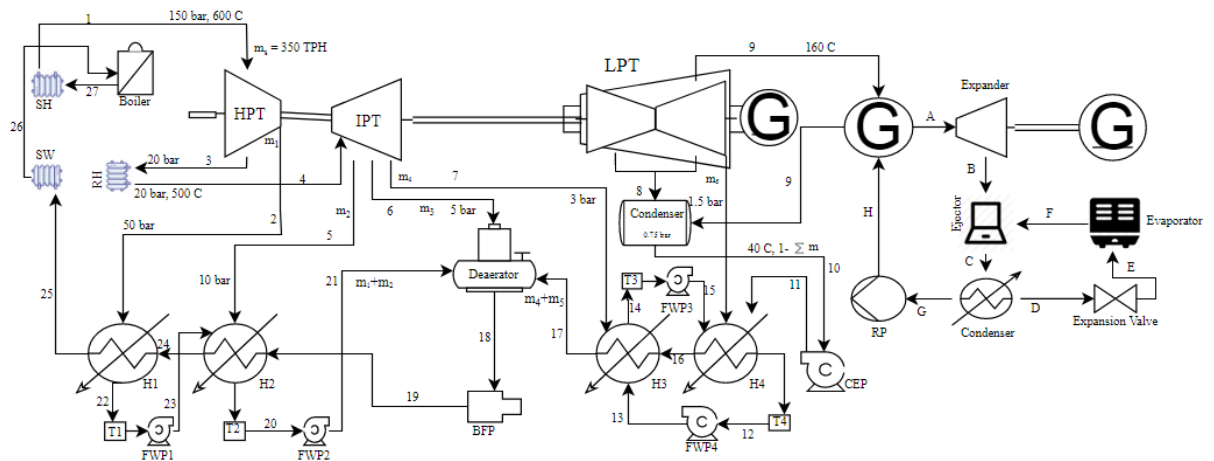 1
150 bar, 600 C
9
160 C
mₛ = 350 TPH
LPT
Expander
SH
27
Boiler
HPT
IPT
G
G
A
G
26
m₁
SW
RH
20 bar
3
4
20 bar, 500 C
m₂
6
m₃
m₄
7
5 bar
3 bar
8
m₅
1.5 bar
9
H
B
Ejector
F
Evaporator
2
50 bar
5
10 bar
21
m₁+m₂
Deaerator
m₄+m₅
Condenser
0.75 bar
40 C, 1- Σ m
10
C
E
25
18
17
T3
14
FWP3
15
11
RP
G
Condenser
D
Expansion Valve
24
16
22
23
H1
H2
19
H3
H4
CEP
T1
FWP1
T2
20
FWP2
BFP
13
FWP4
12
T4